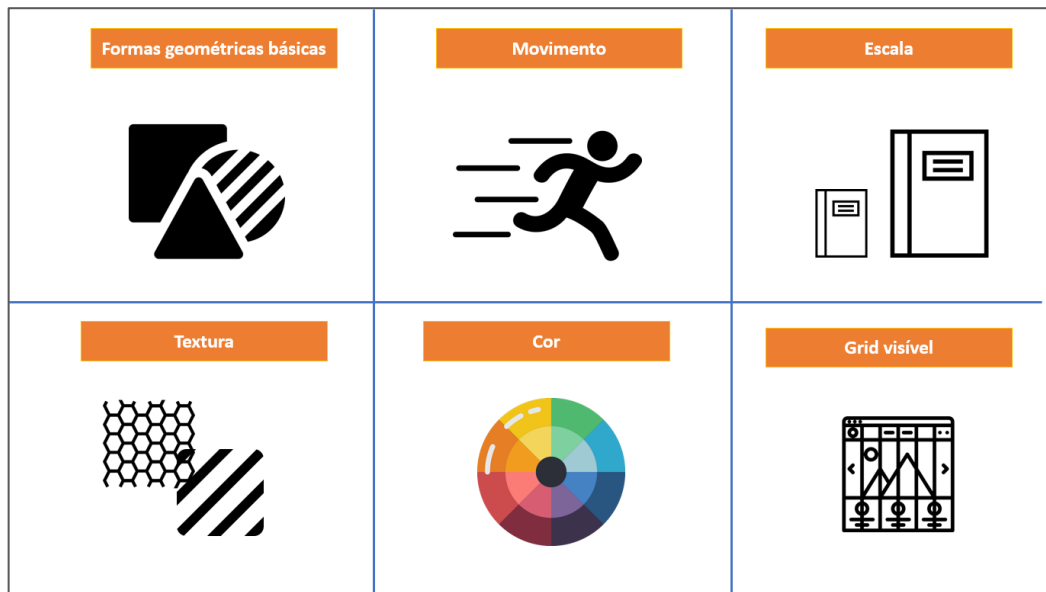 Formas geométricas básicas
Movimento
Escala
Textura
Cor
Grid visível